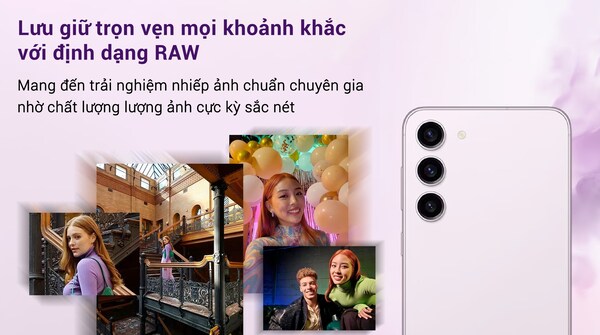 Lưu giữ trọn vẹn mọi khoảnh khắc
với định dạng RAW
Mang đến trải nghiệm nhiếp ảnh chuẩn chuyên gia
nhờ chất lượng lượng ảnh cực kỳ sắc nét